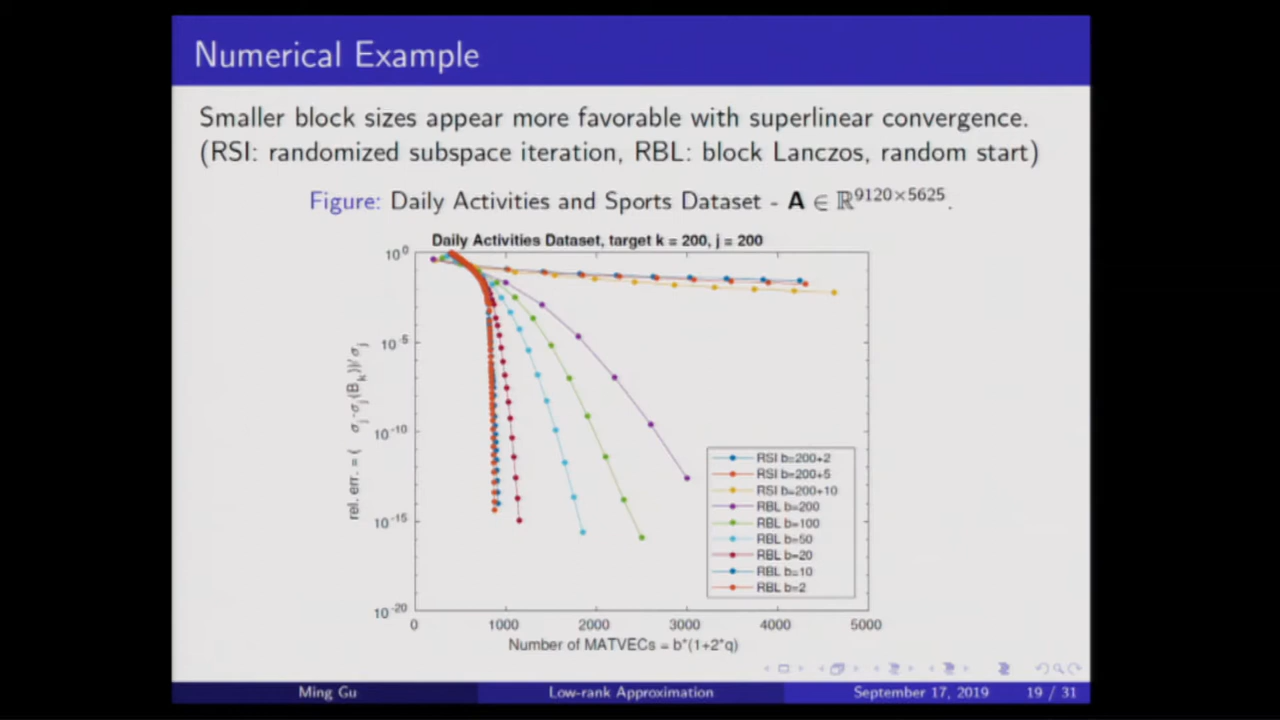 Numerical Example
Smaller block sizes appear more favorable with superlinear convergence.
(RSI: randomized subspace iteration, RBL: block Lanczos, random start)
Figure: Daily Activities and Sports Dataset - A ∈ ℝ^9120×5625.
Daily Activities Dataset, target k = 200, j = 200
rel. err. = ( σ_j-σ_j(B_k))/σ_j
10^0
10^-5
10^-10
10^-15
10^-20
0 1000 2000 3000 4000 5000
Number of MATVECs = b*(1+2*q)
RSI b=200+2
RSI b=200+5
RSI b=200+10
RBL b=200
RBL b=100
RBL b=50
RBL b=20
RBL b=10
RBL b=2
Ming Gu Low-rank Approximation September 17, 2019 19 / 31